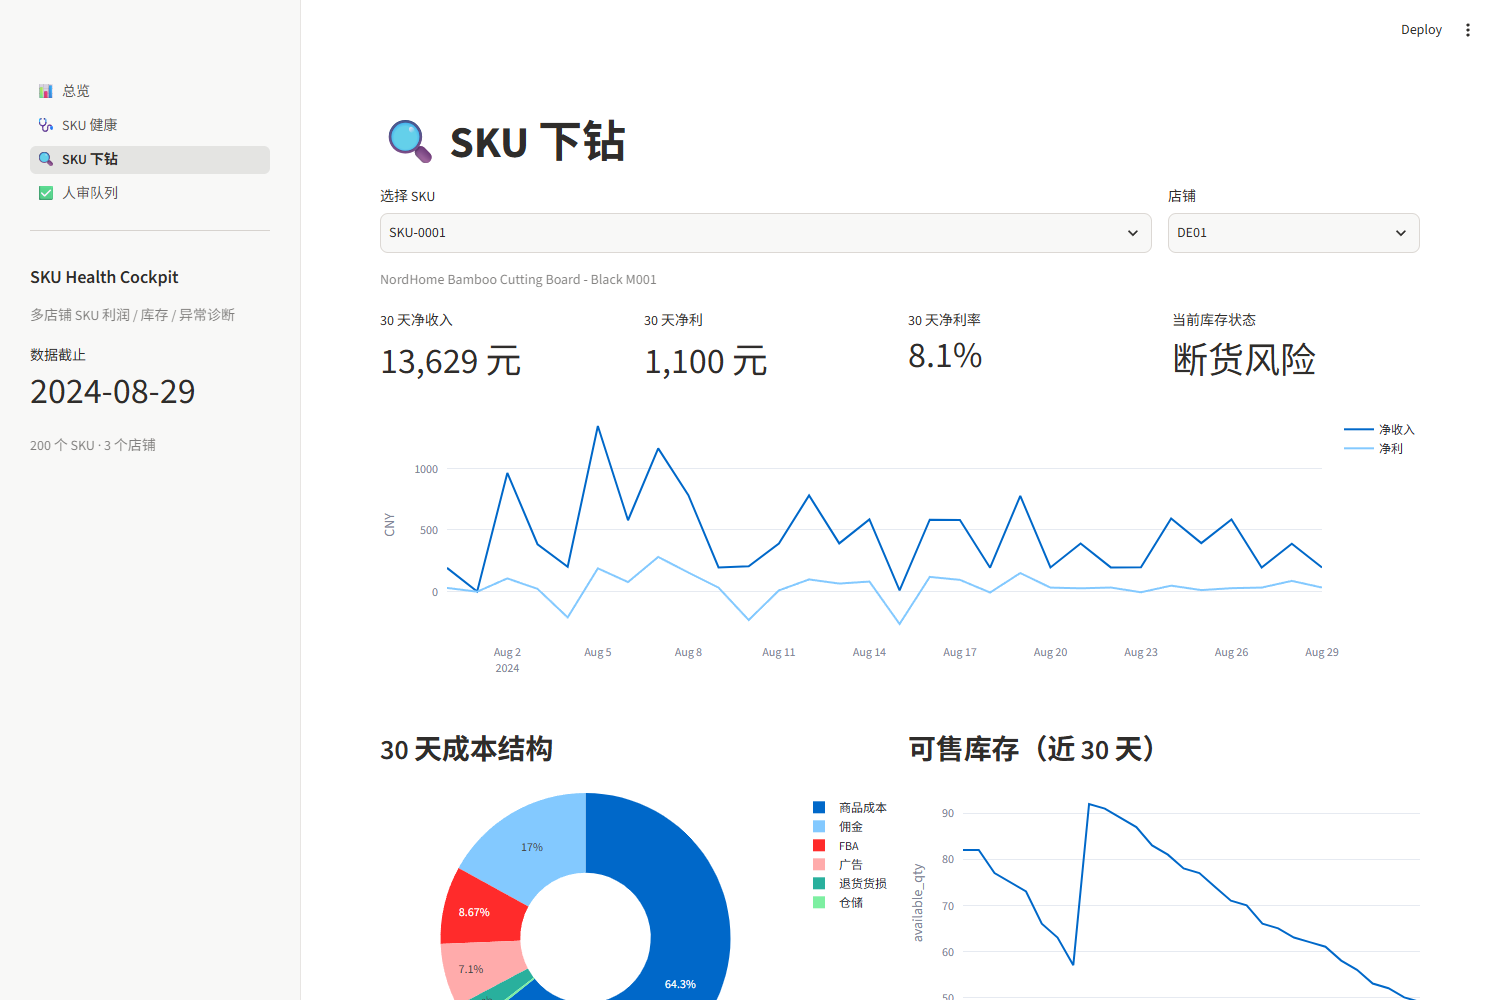 Deploy
总览
SKU 健康
SKU 下钻
人审队列
SKU Health Cockpit
多店铺 SKU 利润 / 库存 / 异常诊断
数据截止
2024-08-29
200 个 SKU · 3 个店铺
SKU 下钻
选择 SKU
店铺
SKU-0001
DE01
NordHome Bamboo Cutting Board - Black M001
30 天净收入
30 天净利
30 天净利率
当前库存状态
13,629 元
1,100 元
8.1%
断货风险
净收入
净利
1000
500
0
CNY
Aug 2
2024
Aug 5
Aug 8
Aug 11
Aug 14
Aug 17
Aug 20
Aug 23
Aug 26
Aug 29
30 天成本结构
17%
8.67%
7.1%
64.3%
商品成本
佣金
FBA
广告
退货货损
仓储
可售库存（近 30 天）
90
80
70
60
50
available_qty